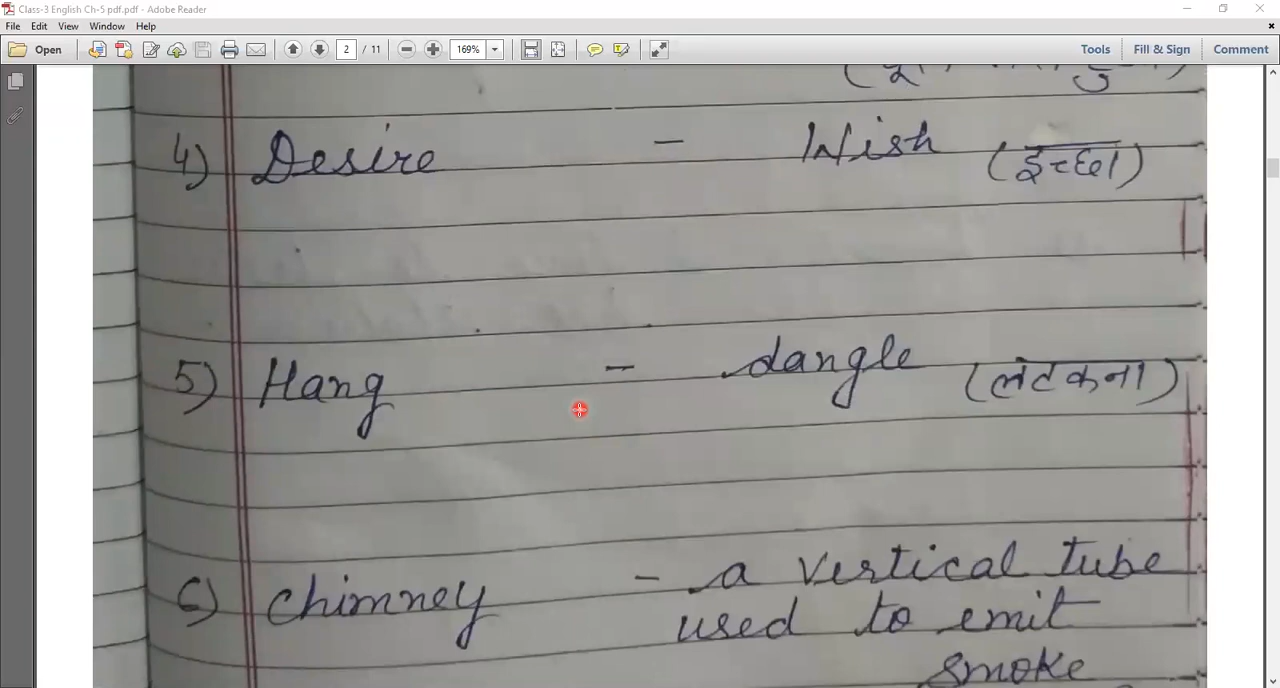 Class-3 English Ch-5 pdf.pdf - Adobe Reader
File Edit View Window Help
Open 2 / 11 169% Tools Fill & Sign Comment
4) Desire - Wish (इच्छा)
5) Hang - dangle (लटकना)
6) Chimney - a vertical tube
used to emit
smoke